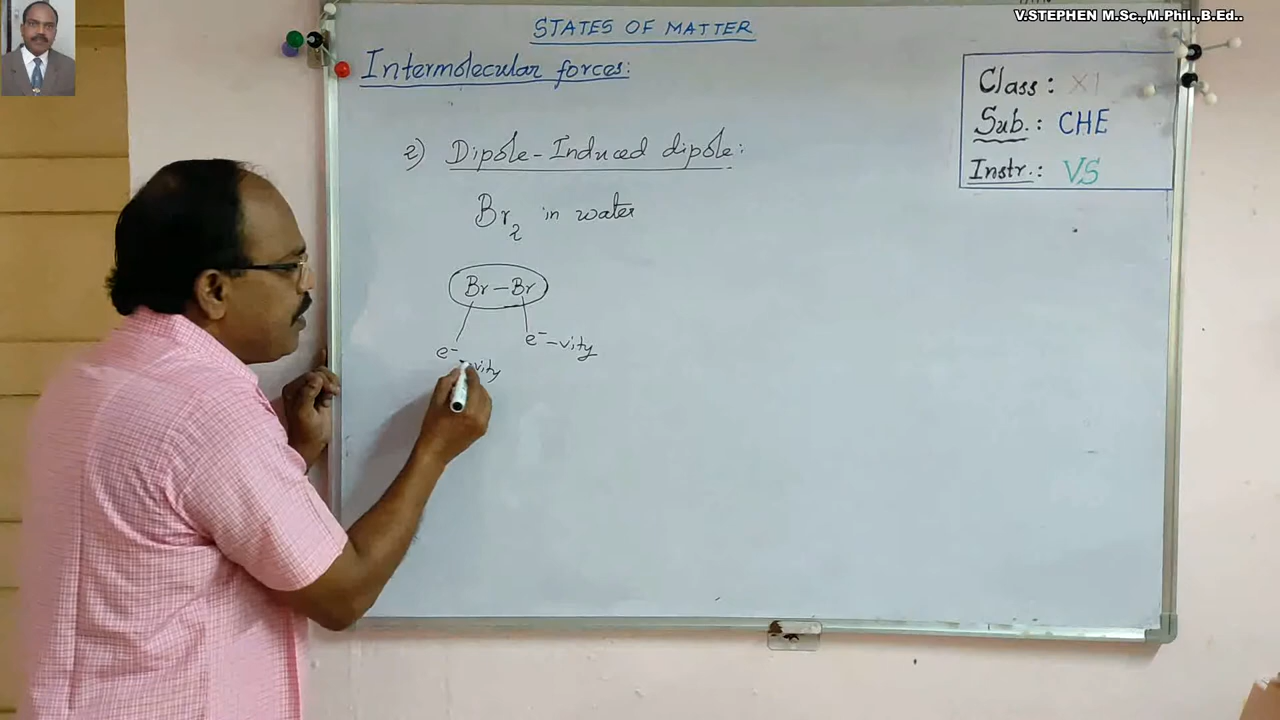 V.STEPHEN M.Sc.,M.Phil.,B.Ed..
STATES OF MATTER
Intermolecular forces:
Class: XI
Sub.: CHE
Instr.: VS
2) Dipole-Induced dipole:
Br2 in water
Br-Br
e⁻-vity
e⁻ vity